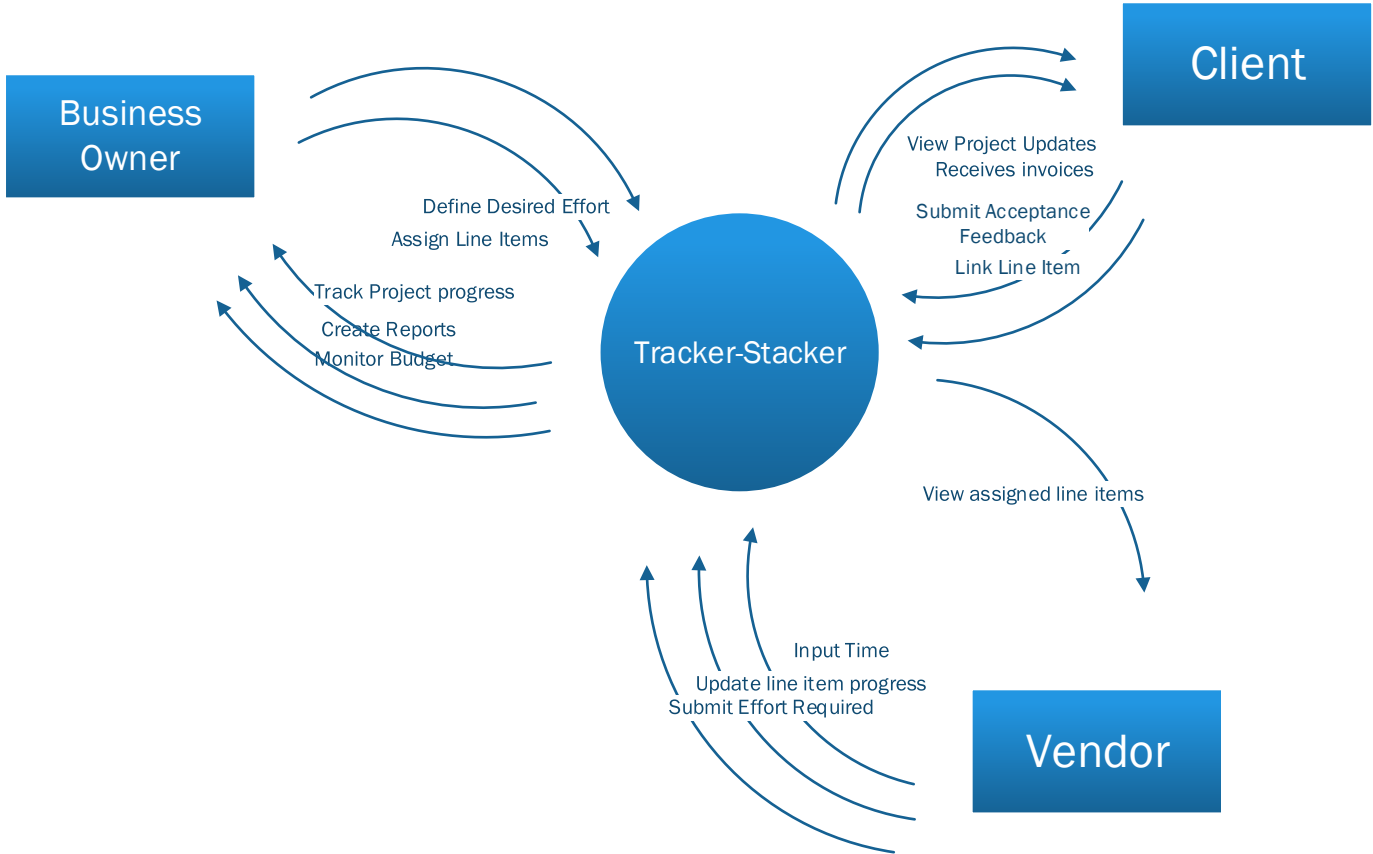 Business
Owner
Client
View Project Updates
Receives invoices
Define Desired Effort
Assign Line Items
Submit Acceptance
Feedback
Link Line Item
Track Project progress
Create Reports
Monitor Budget
Tracker-Stacker
View assigned line items
Input Time
Update line item progress
Submit Effort Required
Vendor